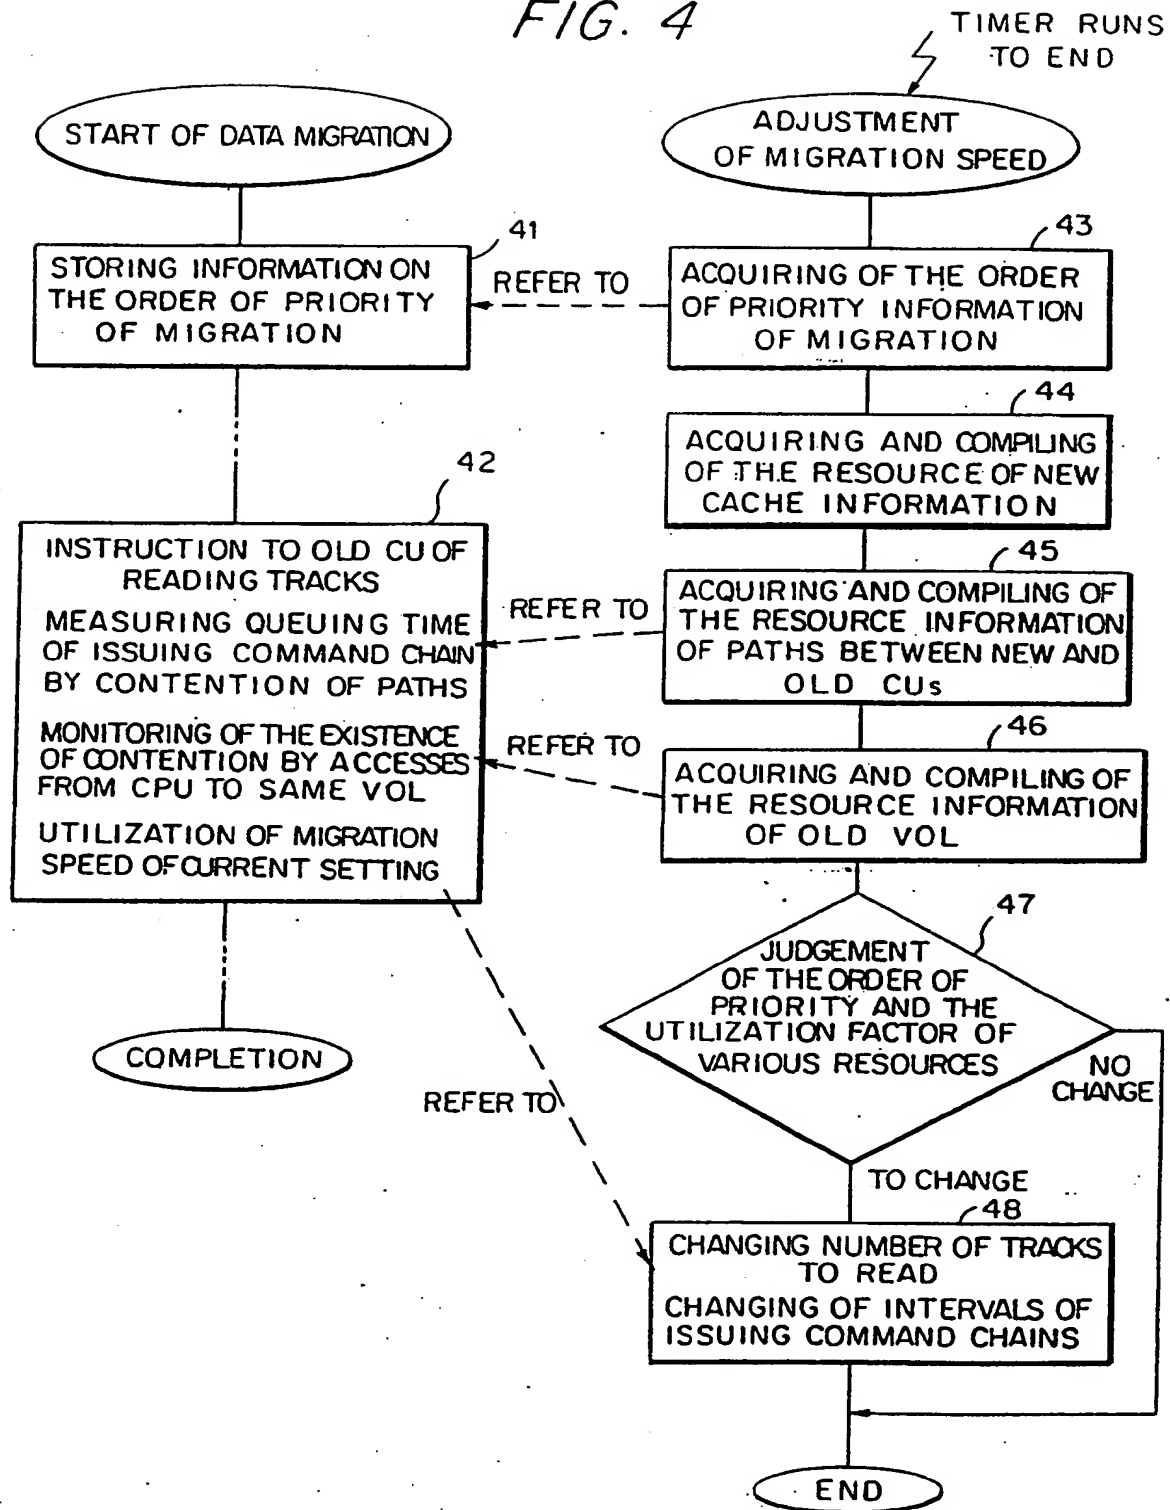 FIG. 4
TIMER RUNS
TO END
START OF DATA MIGRATION
ADJUSTMENT
OF MIGRATION SPEED
41
STORING INFORMATION ON
THE ORDER OF PRIORITY
OF MIGRATION
REFER TO
43
ACQUIRING OF THE ORDER
OF PRIORITY INFORMATION
OF MIGRATION
44
ACQUIRING AND COMPILING
OF THE RESOURCE OF NEW
CACHE INFORMATION
42
INSTRUCTION TO OLD CU OF
READING TRACKS
MEASURING QUEUING TIME
OF ISSUING COMMAND CHAIN
BY CONTENTION OF PATHS
MONITORING OF THE EXISTENCE
OF CONTENTION BY ACCESSES
FROM CPU TO SAME VOL
UTILIZATION OF MIGRATION
SPEED OF CURRENT SETTING
REFER TO
45
ACQUIRING AND COMPILING OF
THE RESOURCE INFORMATION
OF PATHS BETWEEN NEW AND
OLD CUs
REFER TO
46
ACQUIRING AND COMPILING OF
THE RESOURCE INFORMATION
OF OLD VOL
47
JUDGEMENT
OF THE ORDER OF
PRIORITY AND THE
UTILIZATION FACTOR OF
VARIOUS RESOURCES
NO
CHANGE
COMPLETION
REFER TO
TO CHANGE
48
CHANGING NUMBER OF TRACKS
TO READ
CHANGING OF INTERVALS OF
ISSUING COMMAND CHAINS
END